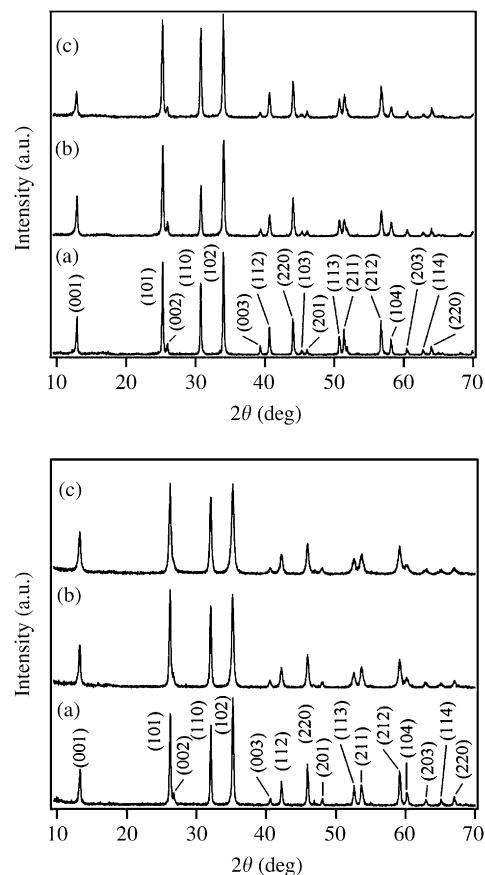 (c)
(b)
(a)
Intensity (a.u.)
(001)
(101)
(002)
(110)
(102)
(003)
(112)
(220)
(103)
(201)
(113)
(211)
(212)
(104)
(203)
(114)
(220)
10 20 30 40 50 60 70
2θ (deg)
(c)
(b)
(a)
Intensity (a.u.)
(001)
(101)
(002)
(110)
(102)
(003)
(112)
(220)
(201)
(113)
(211)
(212)
(104)
(203)
(114)
(220)
10 20 30 40 50 60 70
2θ (deg)